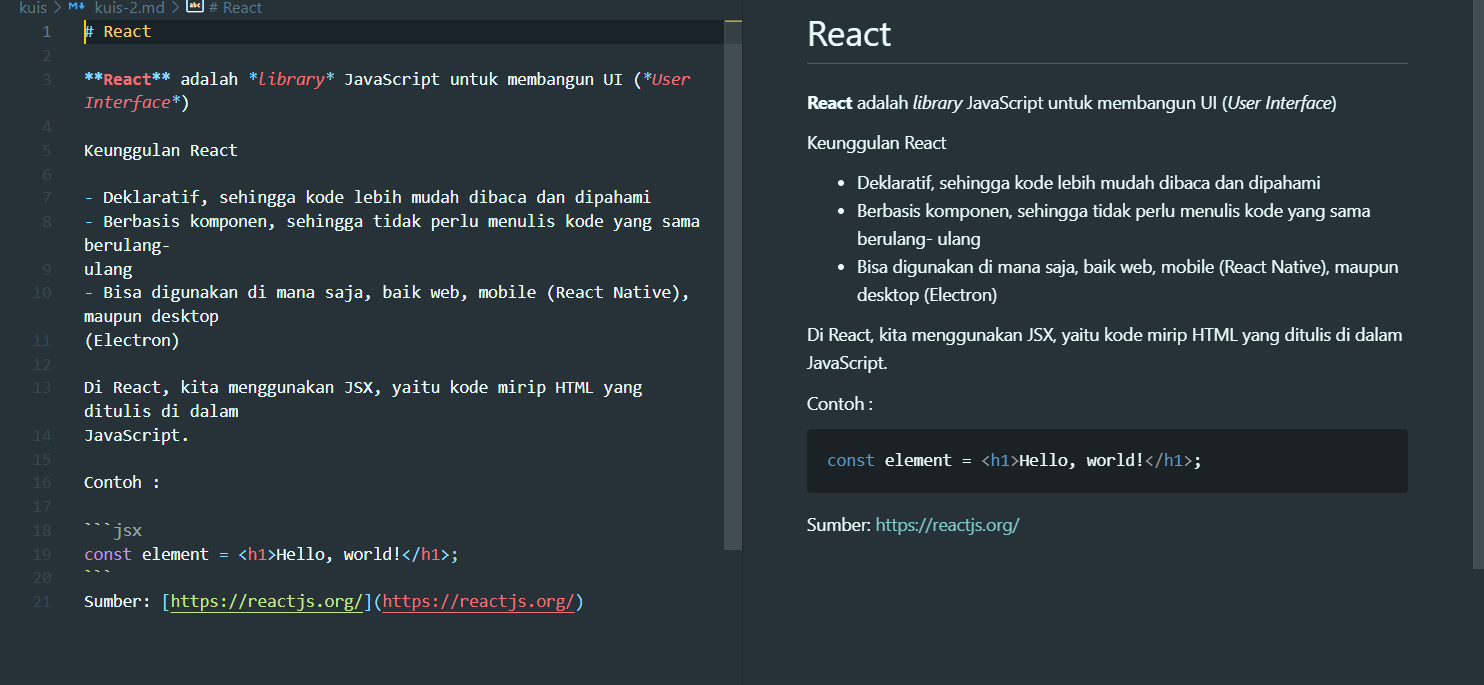 kuis > kuis-2.md > # React
1 # React
2
3 **React** adalah *library* JavaScript untuk membangun UI (*User
Interface*)
4
5 Keunggulan React
6
7 - Deklaratif, sehingga kode lebih mudah dibaca dan dipahami
8 - Berbasis komponen, sehingga tidak perlu menulis kode yang sama
berulang-
9 ulang
10 - Bisa digunakan di mana saja, baik web, mobile (React Native),
maupun desktop
11 (Electron)
12
13 Di React, kita menggunakan JSX, yaitu kode mirip HTML yang
ditulis di dalam
14 JavaScript.
15
16 Contoh :
17
18 ```jsx
19 const element = <h1>Hello, world!</h1>;
20 ```
21 Sumber: [https://reactjs.org/](https://reactjs.org/)
React
React adalah library JavaScript untuk membangun UI (User Interface)
Keunggulan React
• Deklaratif, sehingga kode lebih mudah dibaca dan dipahami
• Berbasis komponen, sehingga tidak perlu menulis kode yang sama
berulang- ulang
• Bisa digunakan di mana saja, baik web, mobile (React Native), maupun
desktop (Electron)
Di React, kita menggunakan JSX, yaitu kode mirip HTML yang ditulis di dalam
JavaScript.
Contoh :
const element = <h1>Hello, world!</h1>;
Sumber: https://reactjs.org/